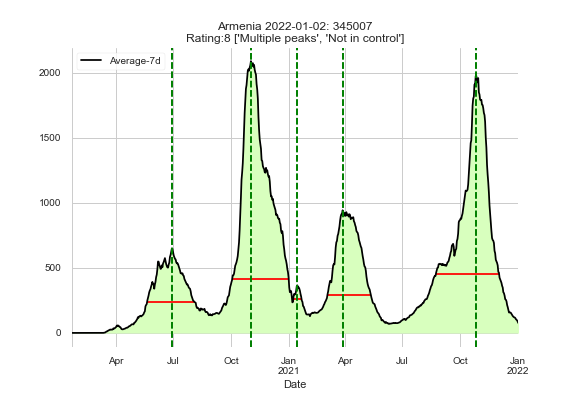 Armenia 2022-01-02: 345007
Rating:8 ['Multiple peaks', 'Not in control']
Average-7d
2000
1500
1000
500
0
Apr Jul Oct Jan Apr Jul Oct Jan
2021 2022
Date